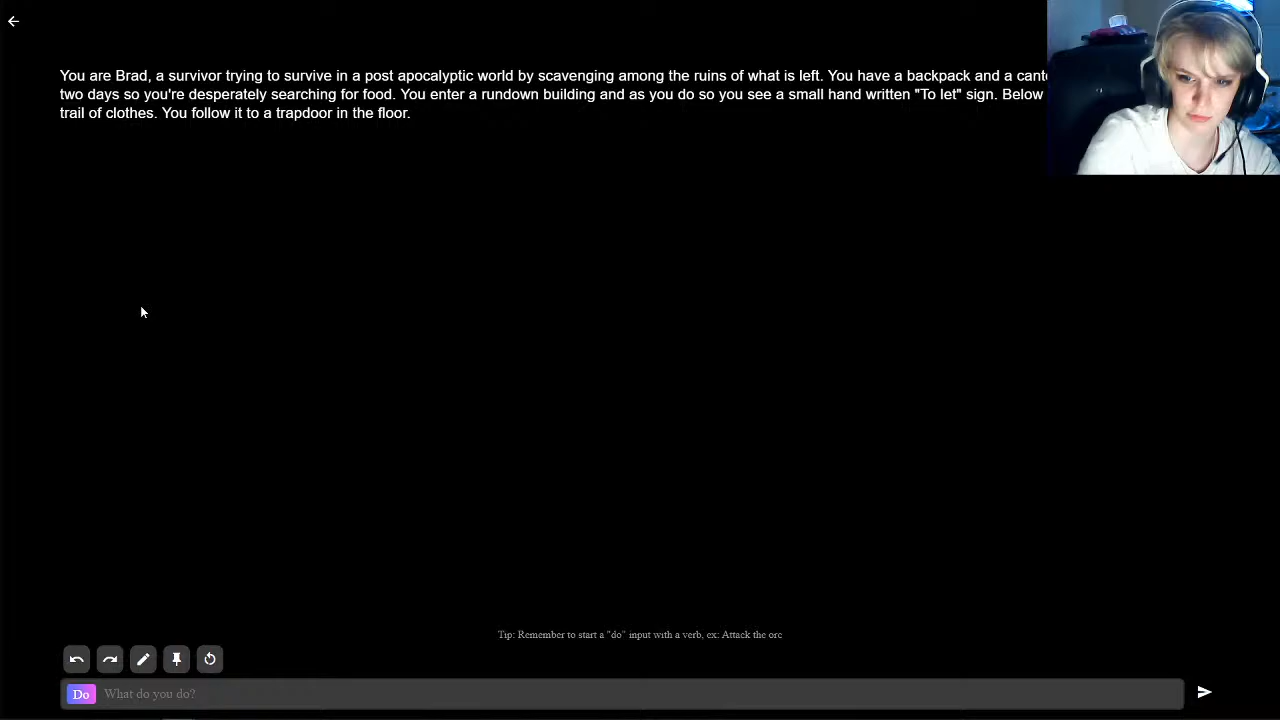 You are Brad, a survivor trying to survive in a post apocalyptic world by scavenging among the ruins of what is left. You have a backpack and a
two days so you're desperately searching for food. You enter a rundown building and as you do so you see a small hand written "To let" sign. Below
trail of clothes. You follow it to a trapdoor in the floor.
Tip: Remember to start a "do" input with a verb, ex: Attack the orc
Do What do you do?